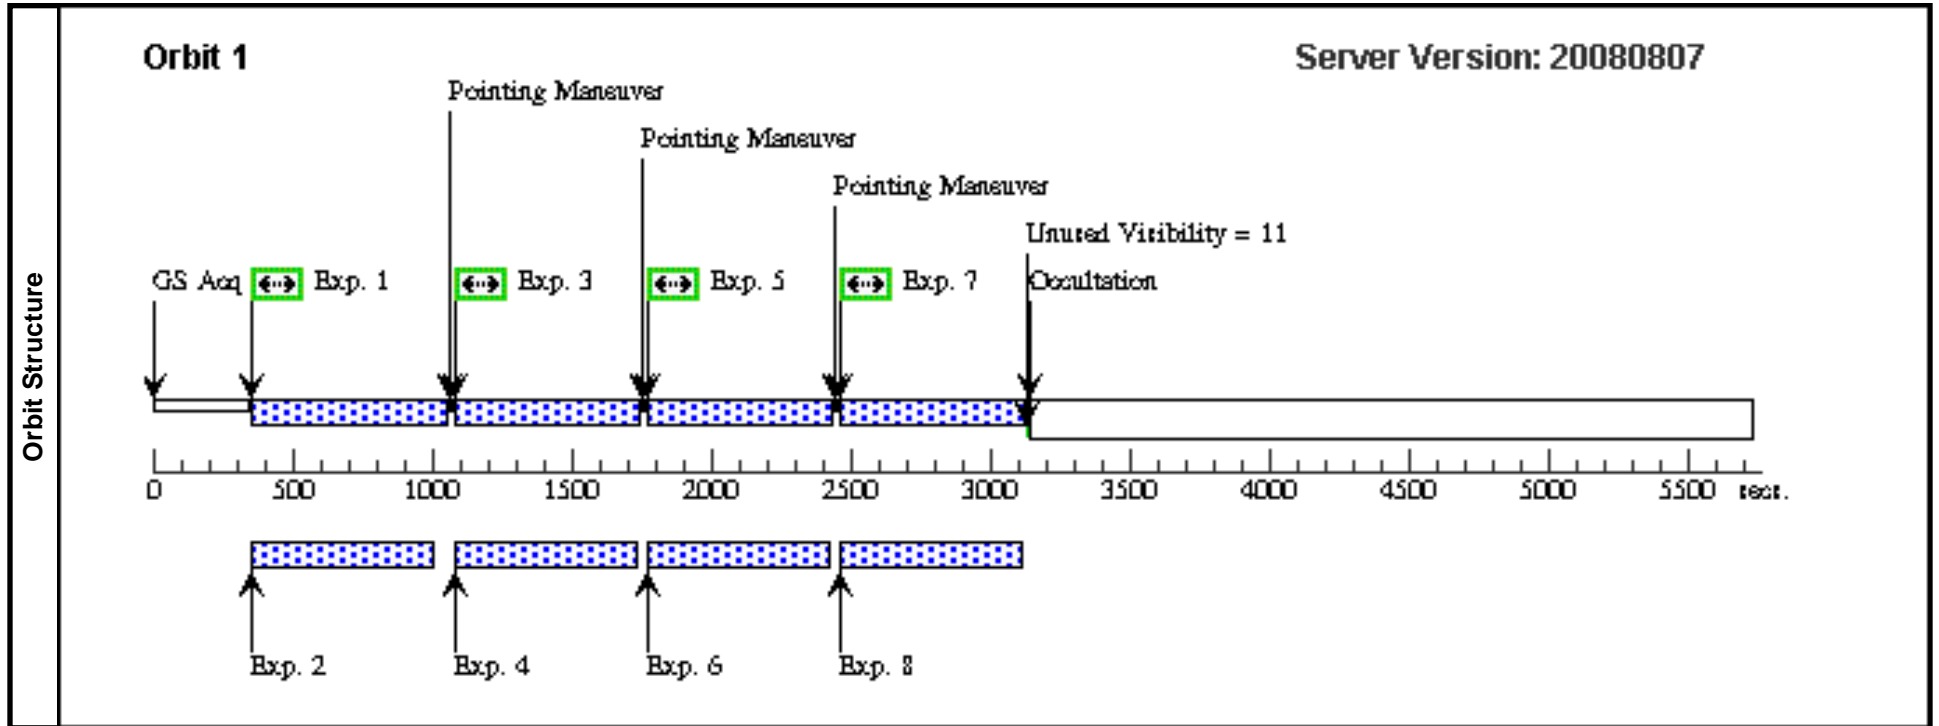 Orbit Structure
Orbit 1
Server Version: 20080807
Pointing Maneuver
Pointing Maneuver
Pointing Maneuver
Unused Visibility = 11
GS Acq
Exp. 1
Exp. 3
Exp. 5
Exp. 7
Occultation
0 500 1000 1500 2000 2500 3000 3500 4000 4500 5000 5500 secs.
Exp. 2
Exp. 4
Exp. 6
Exp. 8